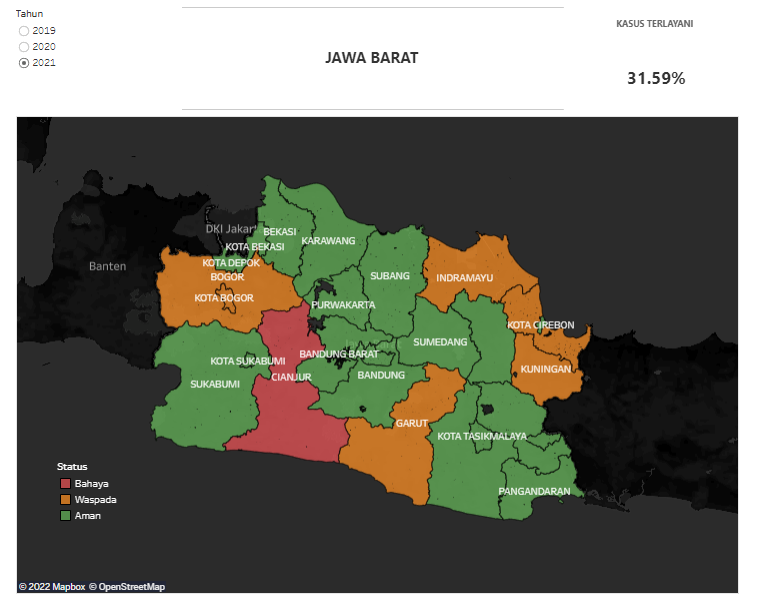 Tahun
2019
2020
2021
JAWA BARAT
KASUS TERLAYANI
31.59%
DKI Jakar
Banten
BEKASI
KOTA BEKASI
KARAWANG
KOTA DEPOK
BOGOR
KOTA BOGOR
SUBANG
INDRAMAYU
PURWAKARTA
KOTA CIREBON
SUMEDANG
BANDUNG BARAT
KOTA SUKABUMI
KUNINGAN
CIANJUR
BANDUNG
SUKABUMI
GARUT
KOTA TASIKMALAYA
PANGANDARAN
Status
Bahaya
Waspada
Aman
© 2022 Mapbox © OpenStreetMap